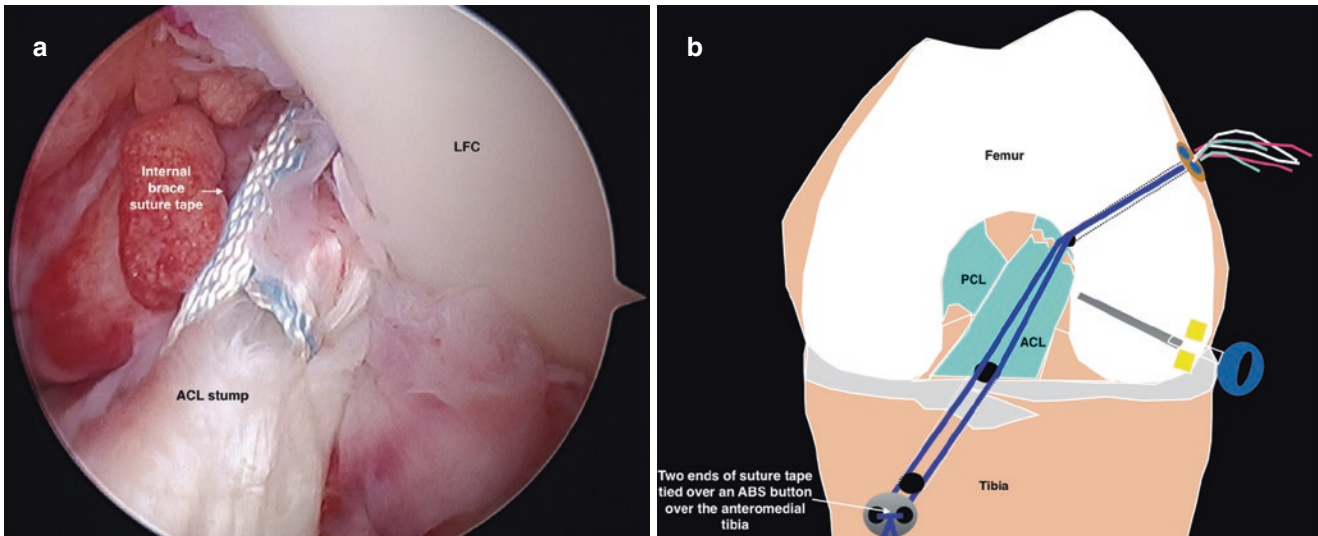 a
LFC
Internal
brace
suture tape
ACL stump
b
Femur
PCL
ACL
Two ends of suture tape
tied over an ABS button
over the anteromedial
tibia
Tibia